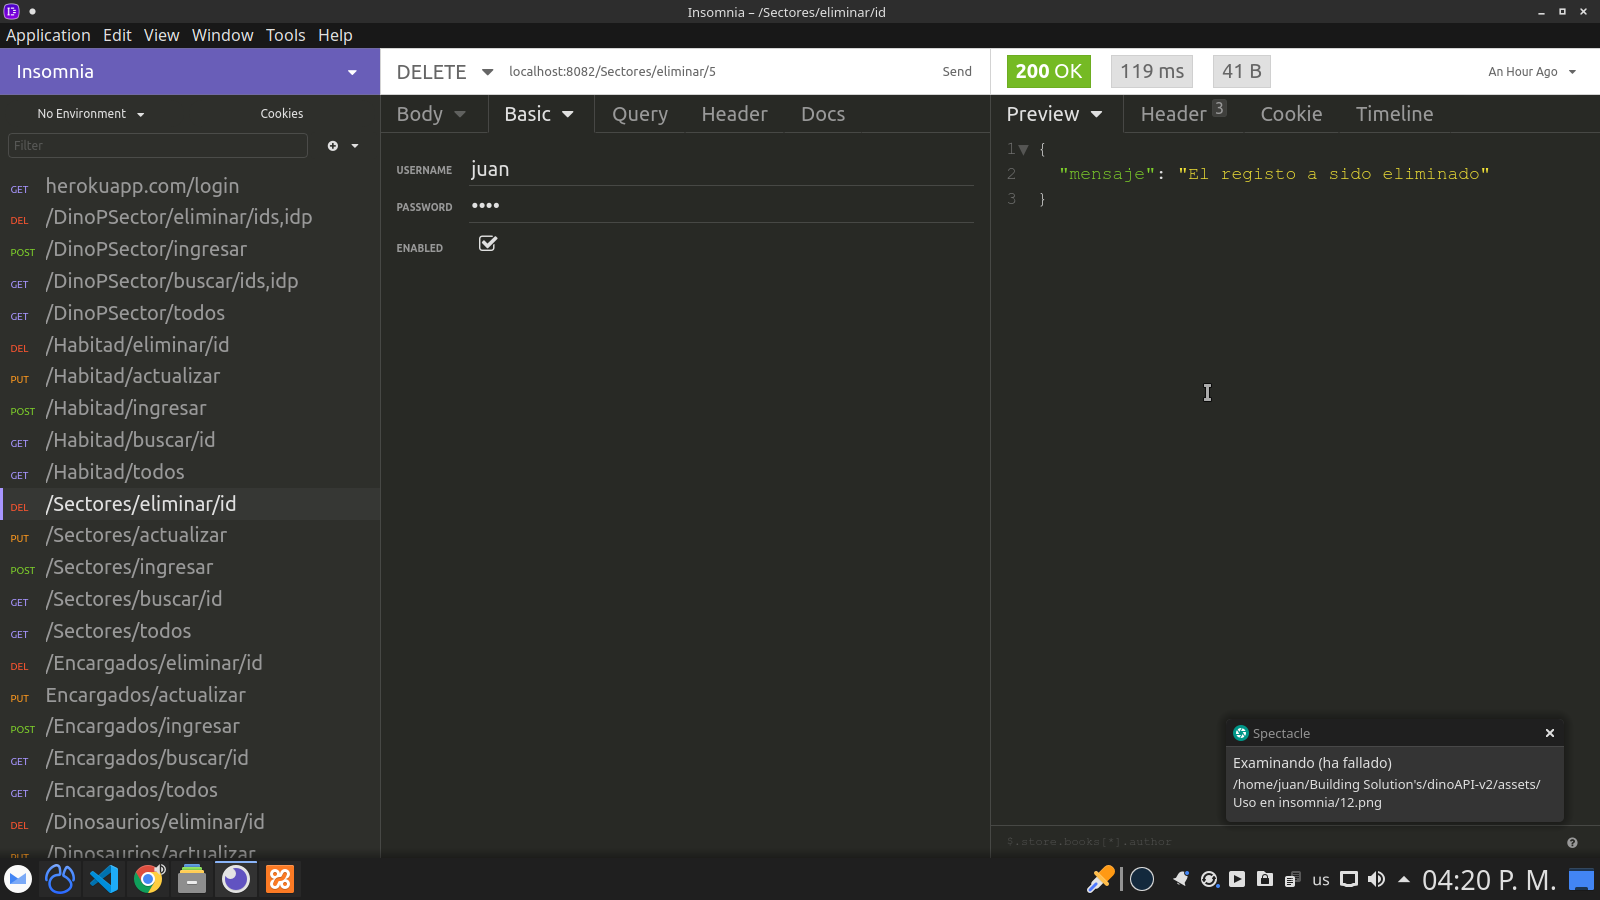 Insomnia – /Sectores/eliminar/id
Application Edit View Window Tools Help
Insomnia
DELETE localhost:8082/Sectores/eliminar/5 Send
200 OK 119 ms 41 B An Hour Ago
No Environment Cookies
Filter
GET herokuapp.com/login
DEL /DinoPSector/eliminar/ids,idp
POST /DinoPSector/ingresar
GET /DinoPSector/buscar/ids,idp
GET /DinoPSector/todos
DEL /Habitad/eliminar/id
PUT /Habitad/actualizar
POST /Habitad/ingresar
GET /Habitad/buscar/id
GET /Habitad/todos
DEL /Sectores/eliminar/id
PUT /Sectores/actualizar
POST /Sectores/ingresar
GET /Sectores/buscar/id
GET /Sectores/todos
DEL /Encargados/eliminar/id
PUT Encargados/actualizar
POST /Encargados/ingresar
GET /Encargados/buscar/id
GET /Encargados/todos
DEL /Dinosaurios/eliminar/id
PUT /Dinosaurios/actualizar
Body Basic Query Header Docs
USERNAME juan
PASSWORD ••••
ENABLED
Preview Header 3 Cookie Timeline
1 {
2 "mensaje": "El registo a sido eliminado"
3 }
Spectacle
Examinando (ha fallado)
/home/juan/Building Solution's/dinoAPI-v2/assets/
Uso en insomnia/12.png
$.store.books[*].author
us 04:20 P. M.